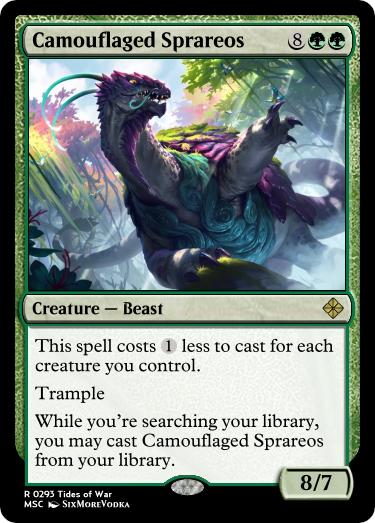 Camouflaged Sprareos 8
Creature — Beast
This spell costs 1 less to cast for each
creature you control.
Trample
While you're searching your library,
you may cast Camouflaged Sprareos
from your library.
8/7
R 0293 Tides of War
MSC SixMoreVodka